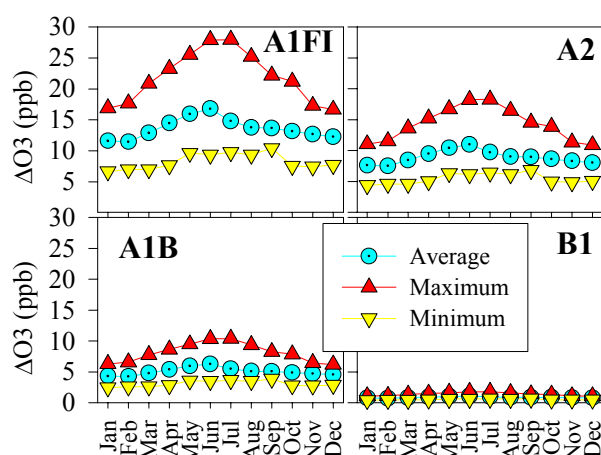 30
25
20
15
10
5
ΔO3 (ppb)
A1FI
A2
30
25
20
15
10
5
0
ΔO3 (ppb)
A1B
B1
Average
Maximum
Minimum
Jan
Feb
Mar
Apr
May
Jun
Jul
Aug
Sep
Oct
Nov
Dec
Jan
Feb
Mar
Apr
May
Jun
Jul
Aug
Sep
Oct
Nov
Dec